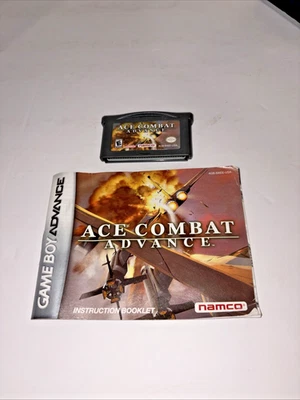 ACE COMBAT
ADVANCE
E
GAME BOY ADVANCE
ACE COMBAT
ADVANCE
INSTRUCTION BOOKLET
namco